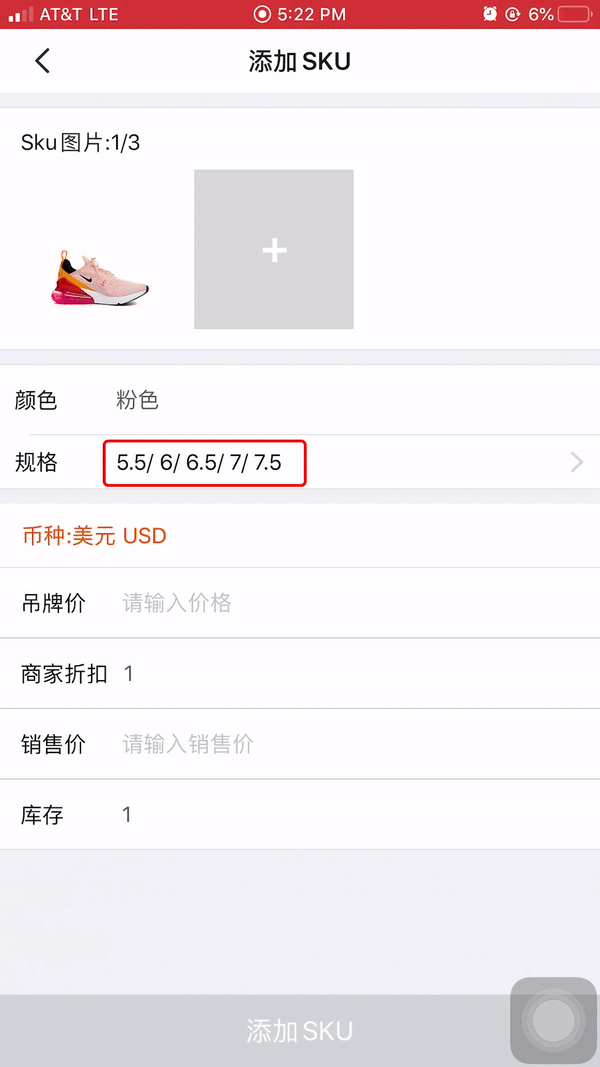 AT&T LTE 5:22 PM 6%
添加SKU
Sku图片:1/3
颜色 粉色
规格 5.5/ 6/ 6.5/ 7/ 7.5
币种:美元 USD
吊牌价 请输入价格
商家折扣 1
销售价 请输入销售价
库存 1
添加SKU